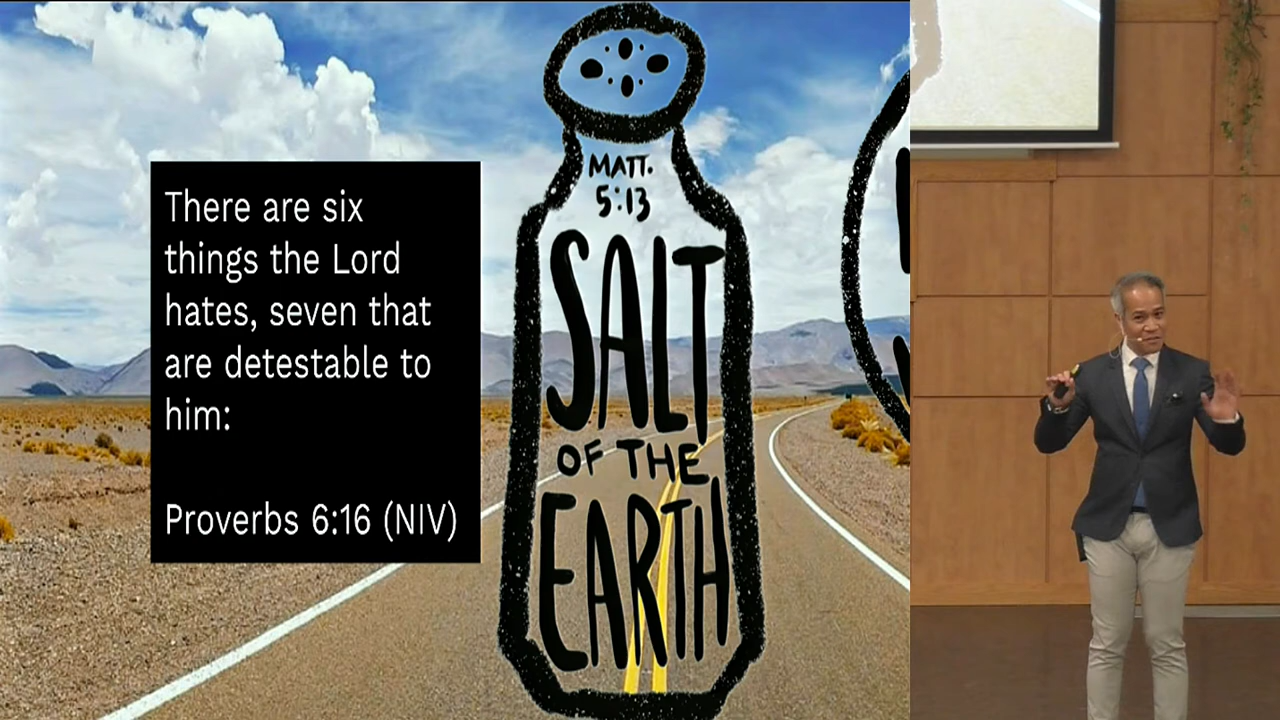 There are six
things the Lord
hates, seven that
are detestable to
him:
Proverbs 6:16 (NIV)
MATT.
5:13
SALT
OF THE
EARTH